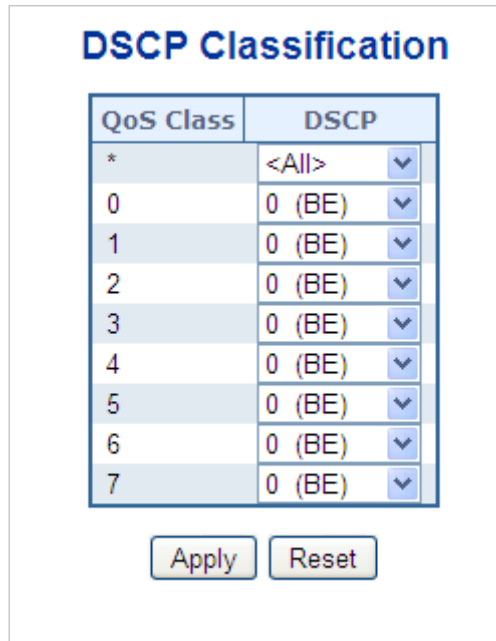 DSCP Classification
QoS Class DSCP
* <All>
0 0 (BE)
1 0 (BE)
2 0 (BE)
3 0 (BE)
4 0 (BE)
5 0 (BE)
6 0 (BE)
7 0 (BE)
Apply Reset